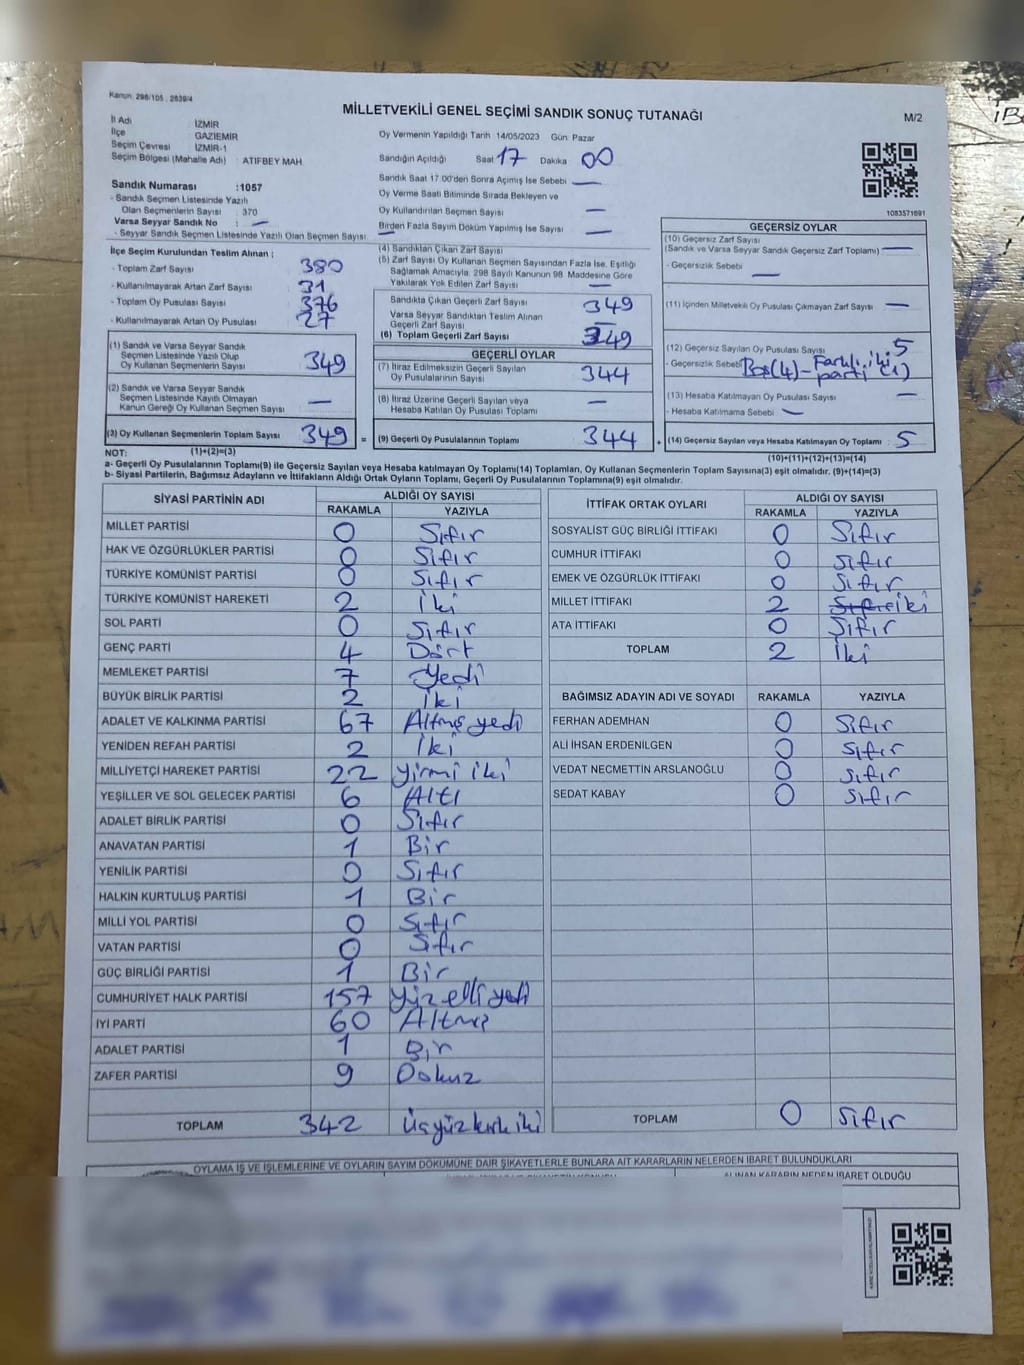 Kanun. 298/105 , 2839/4
MİLLETVEKİLİ GENEL SEÇİMİ SANDIK SONUÇ TUTANAĞI
M/2
İl Adı İZMİR
İlçe GAZİEMİR
Seçim Çevresi İZMİR-1
Seçim Bölgesi (Mahalle Adı) : ATIFBEY MAH.
Oy Vermenin Yapıldığı Tarih 14/05/2023 Gün: Pazar
Sandığın Açıldığı Saat 17 Dakika 00
Sandık Saat 17:00'den Sonra Açılmış İse Sebebi —
Oy Verme Saati Bitiminde Sırada Bekleyen ve
Oy Kullandırılan Seçmen Sayısı —
Birden Fazla Sayım Döküm Yapılmış İse Sayısı —
Sandık Numarası :1057
- Sandık Seçmen Listesinde Yazılı
Olan Seçmenlerin Sayısı : 370
Varsa Seyyar Sandık No : —
- Seyyar Sandık Seçmen Listesinde Yazılı Olan Seçmen Sayısı —
İlçe Seçim Kurulundan Teslim Alınan ;
- Toplam Zarf Sayısı 380
- Kullanılmayarak Artan Zarf Sayısı 31
- Toplam Oy Pusulası Sayısı 376
- Kullanılmayarak Artan Oy Pusulası 27
(1) Sandık ve Varsa Seyyar Sandık
Seçmen Listesinde Yazılı Olup
Oy Kullanan Seçmenlerin Sayısı 349
(2) Sandık ve Varsa Seyyar Sandık
Seçmen Listesinde Kayıtlı Olmayan
Kanun Gereği Oy Kullanan Seçmen Sayısı —
(3) Oy Kullanan Seçmenlerin Toplam Sayısı 349 =
(1)+(2)=(3)
(4) Sandıktan Çıkan Zarf Sayısı
(5) Zarf Sayısı Oy Kullanan Seçmen Sayısından Fazla İse, Eşitliği
Sağlamak Amacıyla, 298 Sayılı Kanunun 98. Maddesine Göre
Yakılarak Yok Edilen Zarf Sayısı —
Sandıkta Çıkan Geçerli Zarf Sayısı 349
Varsa Seyyar Sandıktan Teslim Alınan
Geçerli Zarf Sayısı —
(6) Toplam Geçerli Zarf Sayısı 349
GEÇERLİ OYLAR
(7) İtiraz Edilmeksizin Geçerli Sayılan
Oy Pusulalarının Sayısı 344
(8) İtiraz Üzerine Geçerli Sayılan veya
Hesaba Katılan Oy Pusulası Toplamı —
(9) Geçerli Oy Pusulalarının Toplamı 344 +
1083571691
GEÇERSİZ OYLAR
(10) Geçersiz Zarf Sayısı
(Sandık ve Varsa Seyyar Sandık Geçersiz Zarf Toplamı) —
- Geçersizlik Sebebi —
(11) İçinden Milletvekili Oy Pusulası Çıkmayan Zarf Sayısı —
(12) Geçersiz Sayılan Oy Pusulası Sayısı 5
- Geçersizlik Sebebi Boş(4) – Farklı iki parti (1)
(13) Hesaba Katılmayan Oy Pusulası Sayısı —
- Hesaba Katılmama Sebebi —
(14) Geçersiz Sayılan veya Hesaba Katılmayan Oy Toplamı : 5
(10)+(11)+(12)+(13)=(14)
NOT:
a- Geçerli Oy Pusulalarının Toplamı(9) ile Geçersiz Sayılan veya Hesaba katılmayan Oy Toplamı(14) Toplamları, Oy Kullanan Seçmenlerin Toplam Sayısına(3) eşit olmalıdır. (9)+(14)=(3)
b- Siyasi Partilerin, Bağımsız Adayların ve İttifakların Aldığı Ortak Oyların Toplamı, Geçerli Oy Pusulalarının Toplamına(9) eşit olmalıdır.
SİYASİ PARTİNİN ADI ALDIĞI OY SAYISI
RAKAMLA YAZIYLA
MİLLET PARTİSİ 0 Sıfır
HAK VE ÖZGÜRLÜKLER PARTİSİ 0 Sıfır
TÜRKİYE KOMÜNİST PARTİSİ 0 Sıfır
TÜRKİYE KOMÜNİST HAREKETİ 2 İki
SOL PARTİ 0 Sıfır
GENÇ PARTİ 4 Dört
MEMLEKET PARTİSİ 7 Yedi
BÜYÜK BİRLİK PARTİSİ 2 İki
ADALET VE KALKINMA PARTİSİ 67 Altmış yedi
YENİDEN REFAH PARTİSİ 2 İki
MİLLİYETÇİ HAREKET PARTİSİ 22 Yirmi iki
YEŞİLLER VE SOL GELECEK PARTİSİ 6 Altı
ADALET BİRLİK PARTİSİ 0 Sıfır
ANAVATAN PARTİSİ 1 Bir
YENİLİK PARTİSİ 0 Sıfır
HALKIN KURTULUŞ PARTİSİ 1 Bir
MİLLİ YOL PARTİSİ 0 Sıfır
VATAN PARTİSİ 0 Sıfır
GÜÇ BİRLİĞİ PARTİSİ 1 Bir
CUMHURİYET HALK PARTİSİ 157 Yüz elli yedi
İYİ PARTİ 60 Altmış
ADALET PARTİSİ 1 Bir
ZAFER PARTİSİ 9 Dokuz
TOPLAM 342 Üçyüz kırk iki
İTTİFAK ORTAK OYLARI ALDIĞI OY SAYISI
RAKAMLA YAZIYLA
SOSYALİST GÜÇ BİRLİĞİ İTTİFAKI 0 Sıfır
CUMHUR İTTİFAKI 0 Sıfır
EMEK VE ÖZGÜRLÜK İTTİFAKI 0 Sıfır
MİLLET İTTİFAKI 2 Sıfır iki
ATA İTTİFAKI 0 Sıfır
TOPLAM 2 İki
BAĞIMSIZ ADAYIN ADI VE SOYADI RAKAMLA YAZIYLA
FERHAN ADEMHAN 0 Sıfır
ALİ İHSAN ERDENİLGEN 0 Sıfır
VEDAT NECMETTİN ARSLANOĞLU 0 Sıfır
SEDAT KABAY 0 Sıfır
TOPLAM 0 Sıfır
OYLAMA İŞ VE İŞLEMLERİNE VE OYLARIN SAYIM DÖKÜMÜNE DAİR ŞİKAYETLERLE BUNLARA AİT KARARLARIN NELERDEN İBARET BULUNDUKLARI
ALINAN KARARIN NEDEN İBARET OLDUĞU